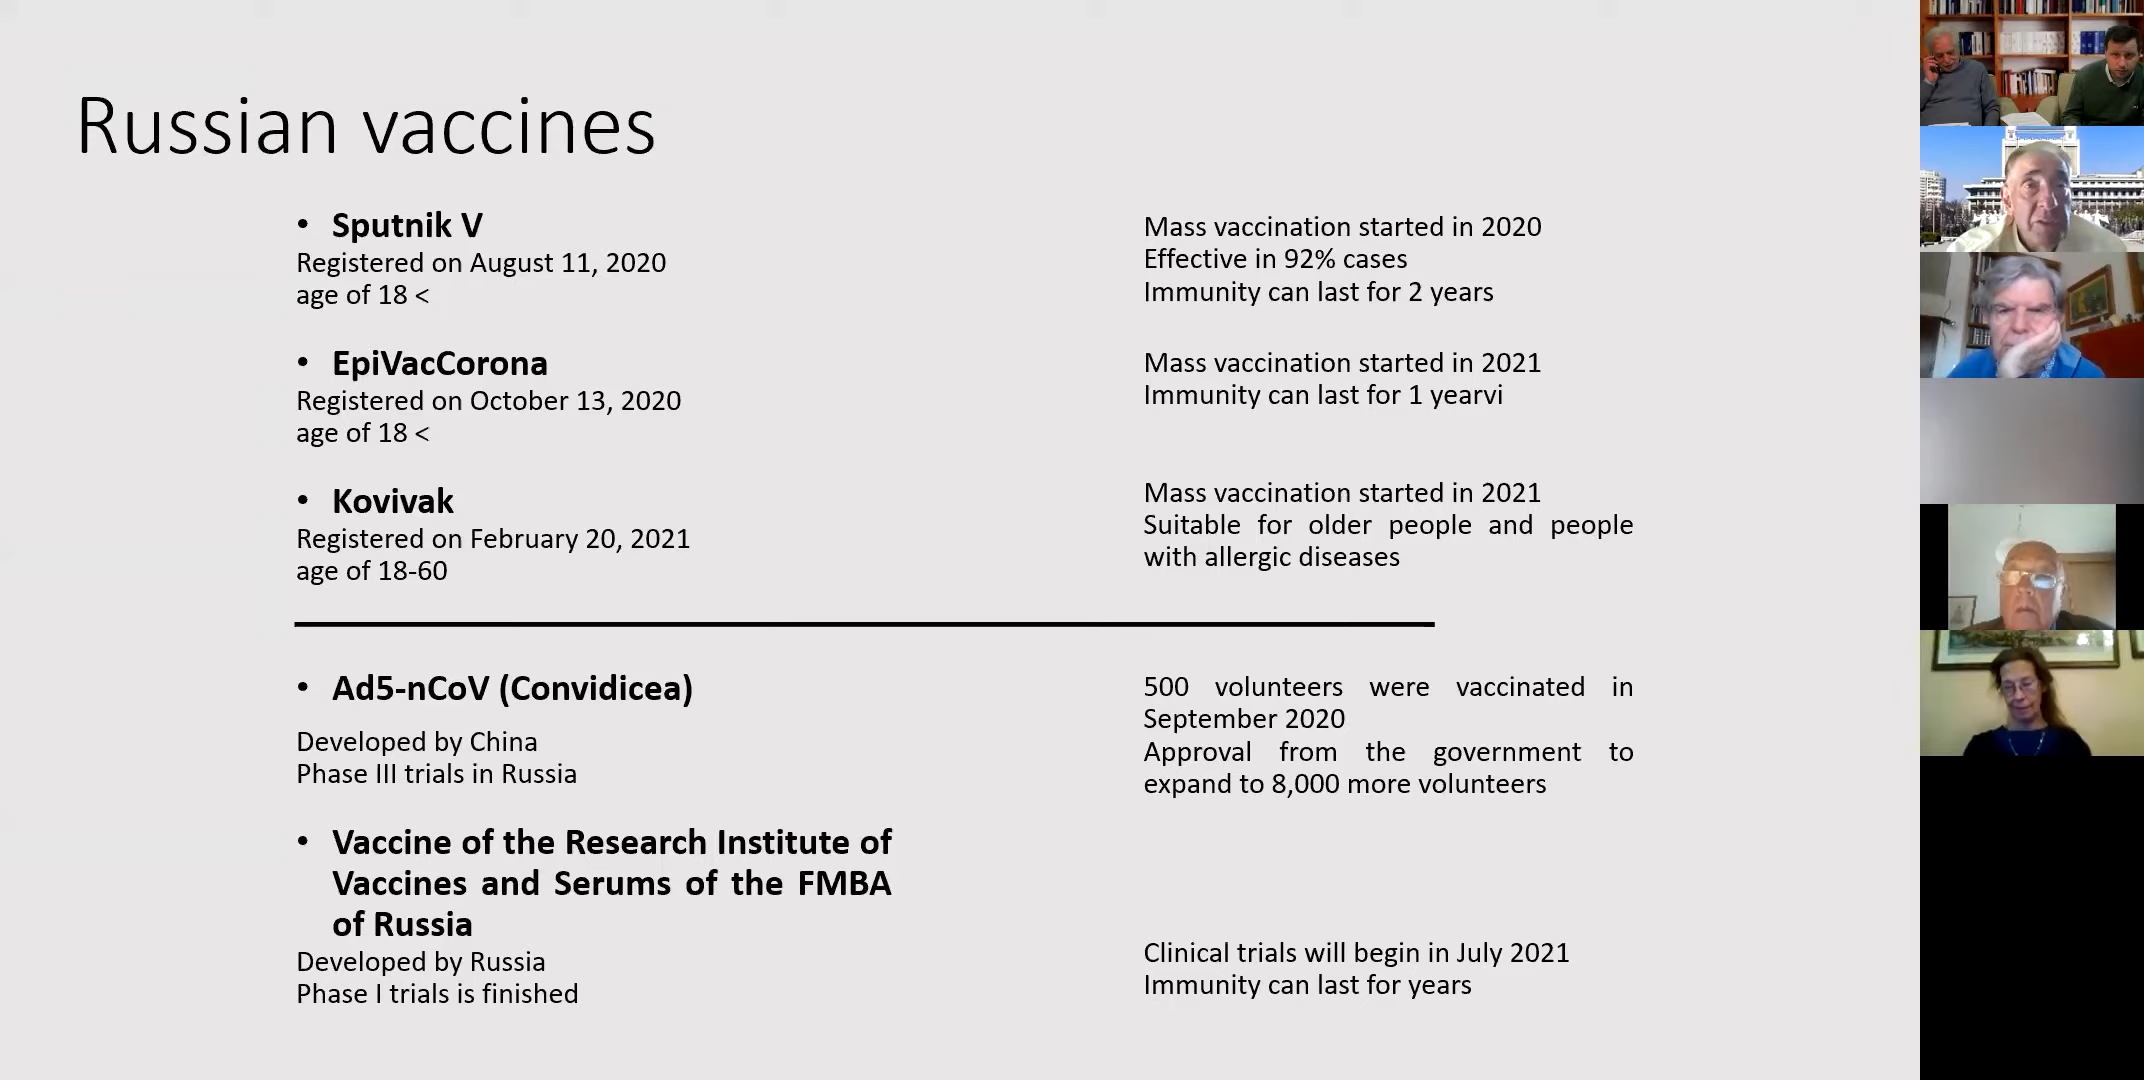 Russian vaccines
• Sputnik V
Registered on August 11, 2020
age of 18 <
Mass vaccination started in 2020
Effective in 92% cases
Immunity can last for 2 years
• EpiVacCorona
Registered on October 13, 2020
age of 18 <
Mass vaccination started in 2021
Immunity can last for 1 yearvi
• Kovivak
Registered on February 20, 2021
age of 18-60
Mass vaccination started in 2021
Suitable for older people and people
with allergic diseases
• Ad5-nCoV (Convidicea)
Developed by China
Phase III trials in Russia
500 volunteers were vaccinated in
September 2020
Approval from the government to
expand to 8,000 more volunteers
• Vaccine of the Research Institute of
Vaccines and Serums of the FMBA
of Russia
Developed by Russia
Phase I trials is finished
Clinical trials will begin in July 2021
Immunity can last for years